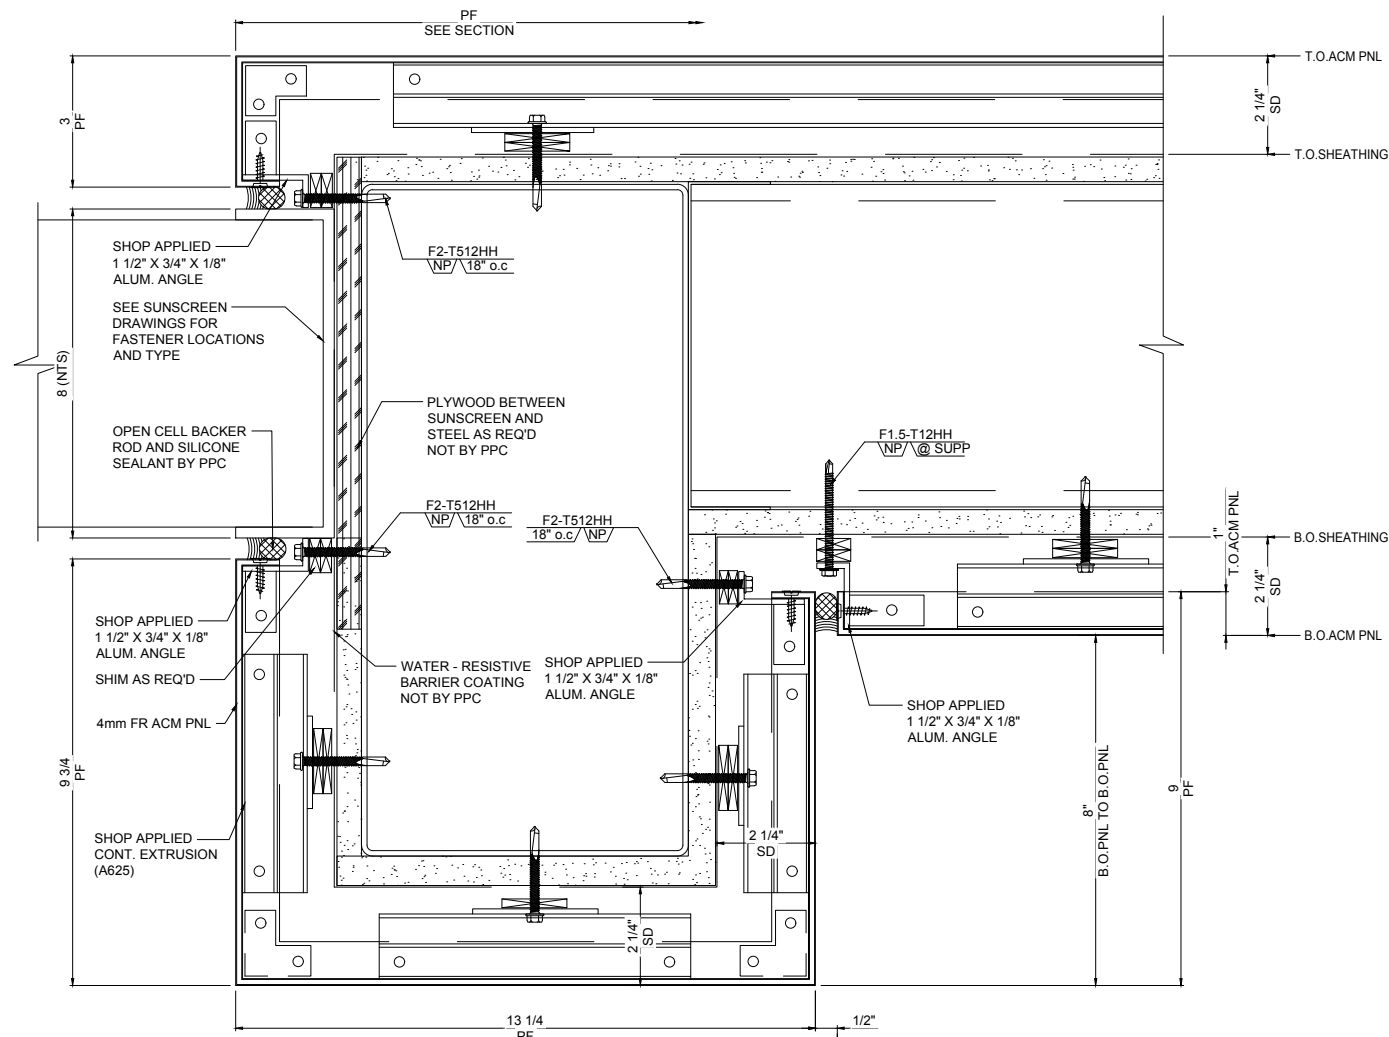 PF
SEE SECTION
T.O.ACM PNL
2 1/4"
SD
T.O.SHEATHING
3
PF
SHOP APPLIED
1 1/2" X 3/4" X 1/8"
ALUM. ANGLE
F2-T512HH
NP 18" o.c
SEE SUNSCREEN
DRAWINGS FOR
FASTENER LOCATIONS
AND TYPE
8 (NTS)
PLYWOOD BETWEEN
SUNSCREEN AND
STEEL AS REQ'D
NOT BY PPC
OPEN CELL BACKER
ROD AND SILICONE
SEALANT BY PPC
F1.5-T12HH
NP @ SUPP
F2-T512HH
NP 18" o.c
F2-T512HH
18" o.c NP
1"
T.O.ACM PNL
B.O.SHEATHING
2 1/4"
SD
B.O.ACM PNL
SHOP APPLIED
1 1/2" X 3/4" X 1/8"
ALUM. ANGLE
SHIM AS REQ'D
4mm FR ACM PNL
WATER - RESISTIVE
BARRIER COATING
NOT BY PPC
SHOP APPLIED
1 1/2" X 3/4" X 1/8"
ALUM. ANGLE
SHOP APPLIED
1 1/2" X 3/4" X 1/8"
ALUM. ANGLE
9 3/4
PF
SHOP APPLIED
CONT. EXTRUSION
(A625)
2 1/4"
SD
8"
B.O.PNL TO B.O.PNL
9
PF
2 1/4"
SD
13 1/4
PF
1/2"